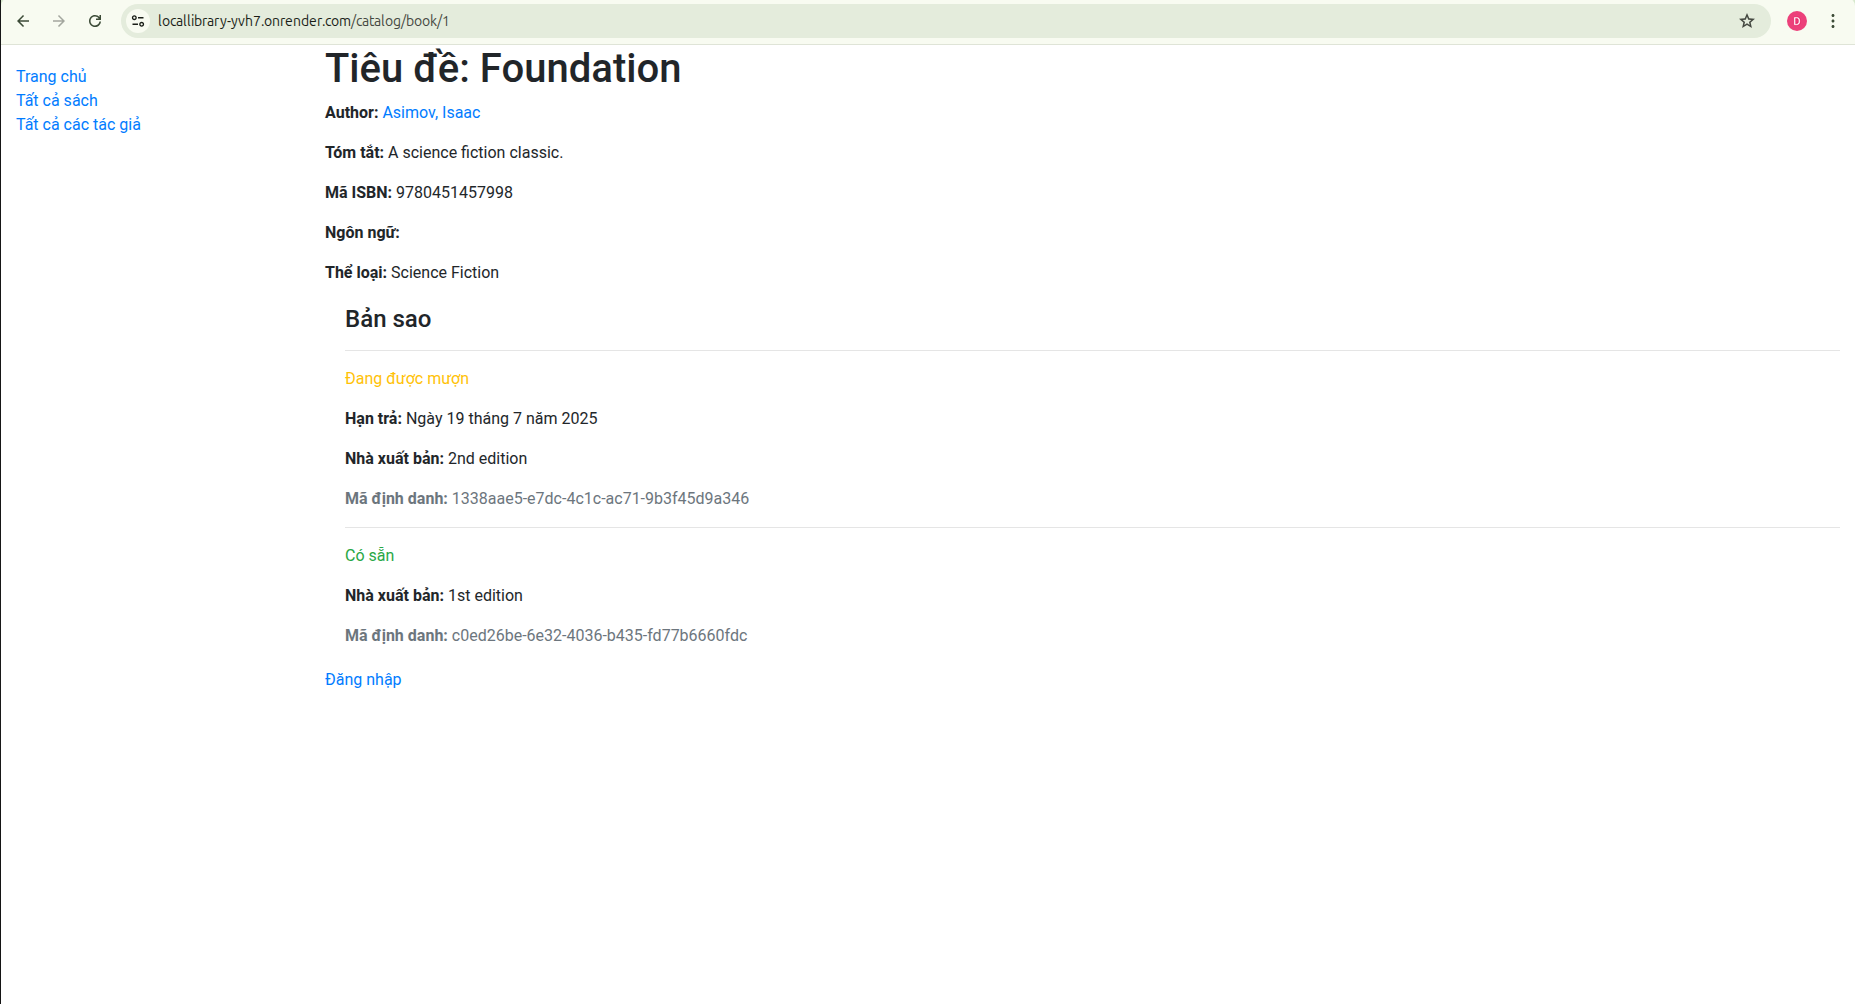 locallibrary-yvh7.onrender.com/catalog/book/1
D
Trang chủ
Tất cả sách
Tất cả các tác giả
Tiêu đề: Foundation
Author: Asimov, Isaac
Tóm tắt: A science fiction classic.
Mã ISBN: 9780451457998
Ngôn ngữ:
Thể loại: Science Fiction
Bản sao
Đang được mượn
Hạn trả: Ngày 19 tháng 7 năm 2025
Nhà xuất bản: 2nd edition
Mã định danh: 1338aae5-e7dc-4c1c-ac71-9b3f45d9a346
Có sẵn
Nhà xuất bản: 1st edition
Mã định danh: c0ed26be-6e32-4036-b435-fd77b6660fdc
Đăng nhập